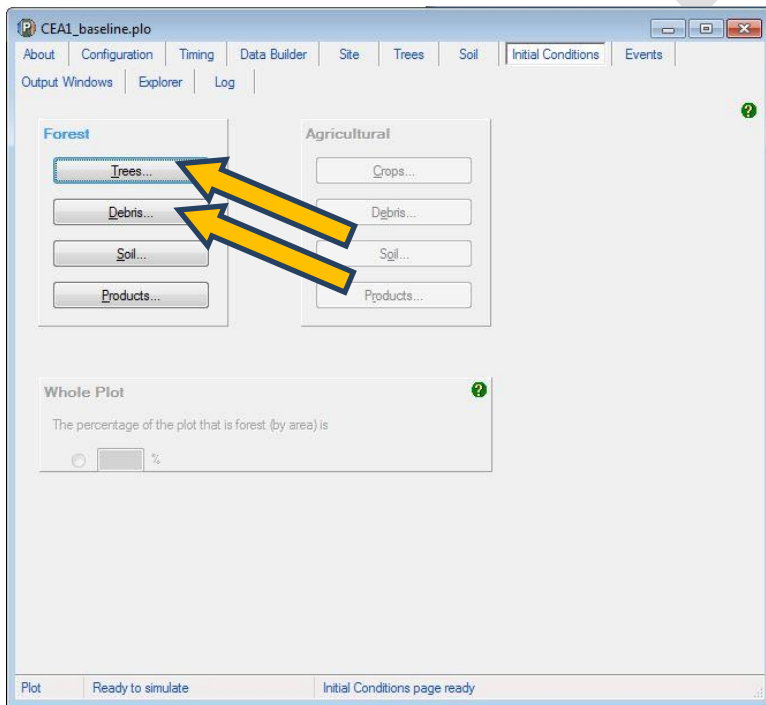 CEA1_baseline.plo
About Configuration Timing Data Builder Site Trees Soil Initial Conditions Events
Output Windows Explorer Log
Forest
Trees...
Debris...
Soil...
Products...
Agricultural
Crops...
Debris...
Soil...
Products...
Whole Plot
The percentage of the plot that is forest (by area) is
%
Plot Ready to simulate Initial Conditions page ready